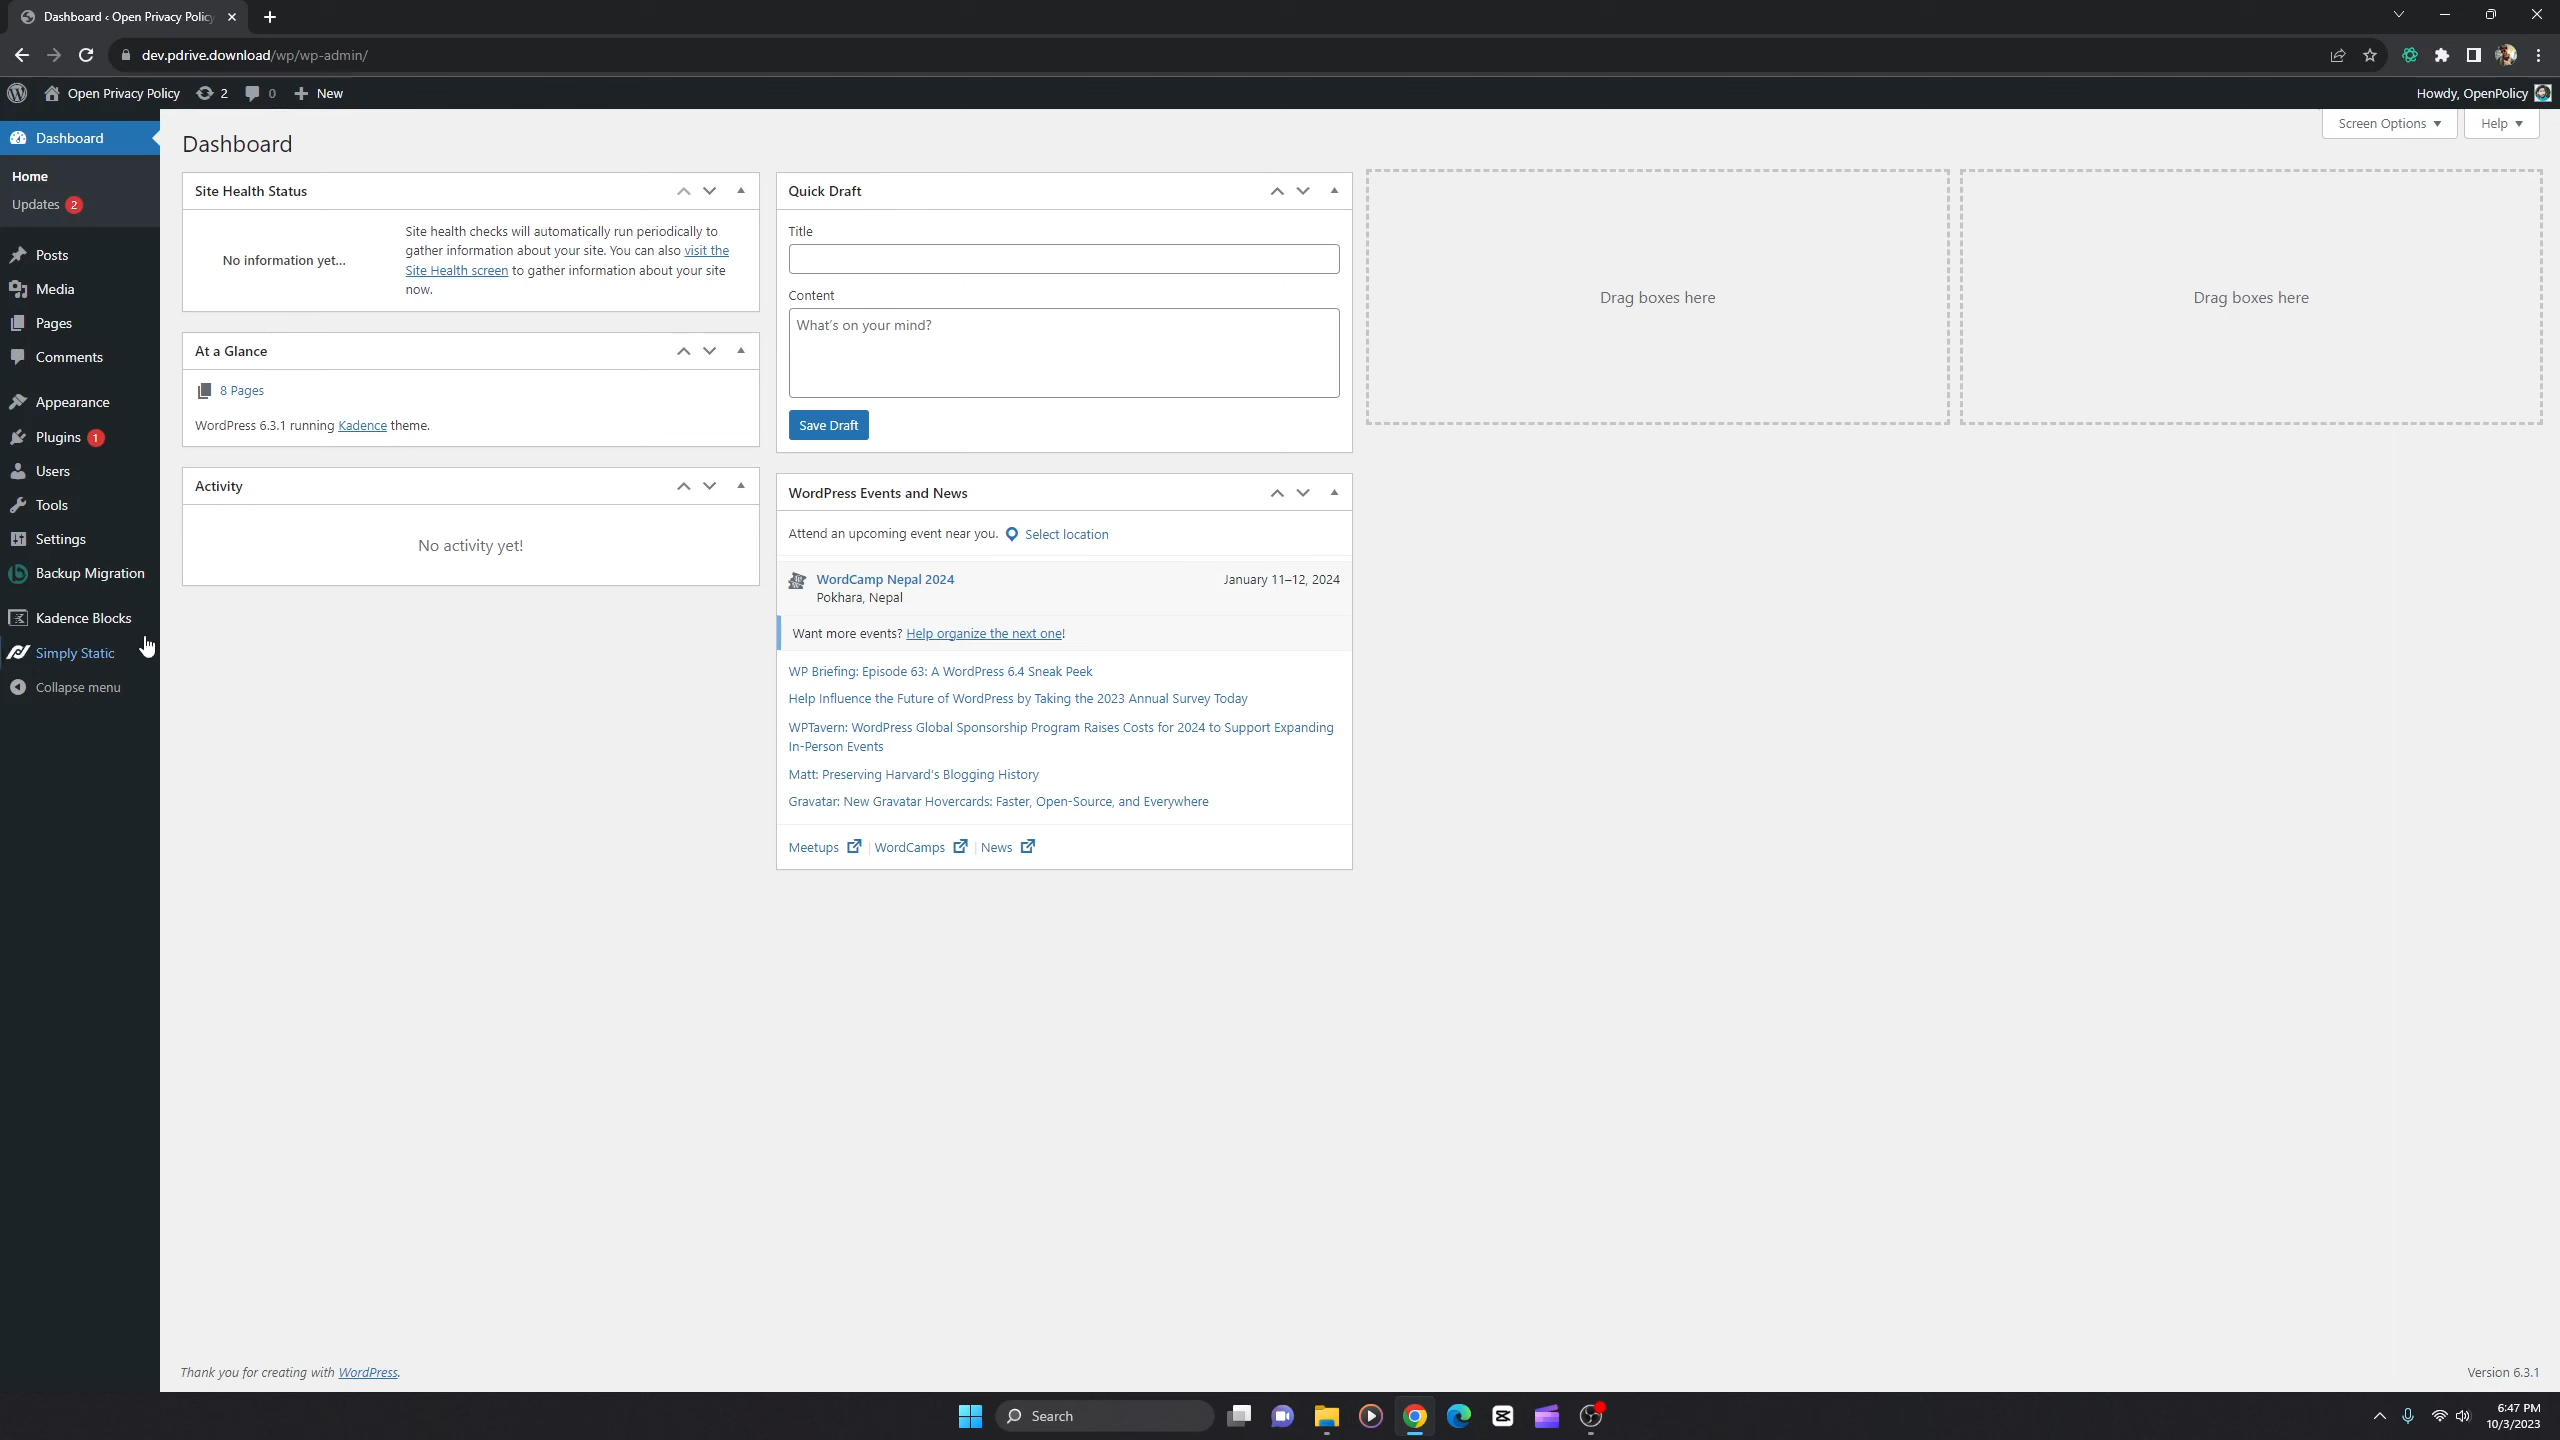 Dashboard ‹ Open Privacy Policy
dev.pdrive.download/wp/wp-admin/
Open Privacy Policy 2 0 New
Howdy, OpenPolicy
Dashboard
Home
Updates 2
Posts
Media
Pages
Comments
Appearance
Plugins 1
Users
Tools
Settings
Backup Migration
Kadence Blocks
Simply Static
Collapse menu
Dashboard
Screen Options
Help
Site Health Status
No information yet...
Site health checks will automatically run periodically to
gather information about your site. You can also visit the
Site Health screen to gather information about your site
now.
At a Glance
8 Pages
WordPress 6.3.1 running Kadence theme.
Activity
No activity yet!
Quick Draft
Title
Content
What's on your mind?
Save Draft
WordPress Events and News
Attend an upcoming event near you. Select location
WordCamp Nepal 2024
January 11–12, 2024
Pokhara, Nepal
Want more events? Help organize the next one!
WP Briefing: Episode 63: A WordPress 6.4 Sneak Peek
Help Influence the Future of WordPress by Taking the 2023 Annual Survey Today
WPTavern: WordPress Global Sponsorship Program Raises Costs for 2024 to Support Expanding
In-Person Events
Matt: Preserving Harvard's Blogging History
Gravatar: New Gravatar Hovercards: Faster, Open-Source, and Everywhere
Meetups | WordCamps | News
Drag boxes here
Drag boxes here
Thank you for creating with WordPress.
Version 6.3.1
Search
6:47 PM
10/3/2023